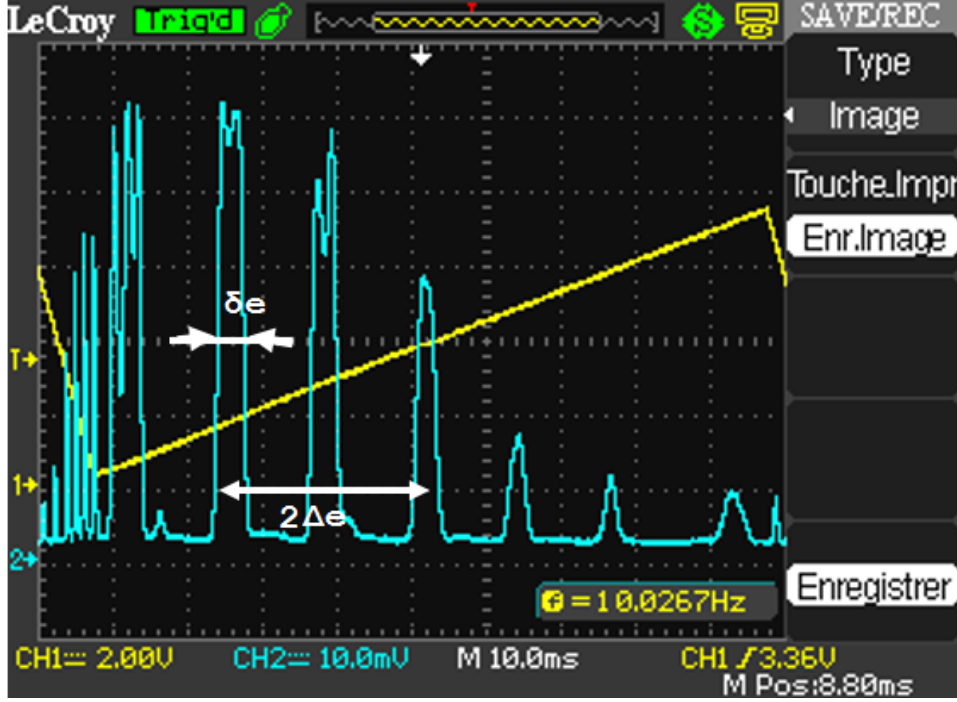 LeCroy Trig'd SAVE/REC
Type
Image
Touche_Impr
Enr.Image
δe
T
1
2Δe
2
f = 10.0267Hz
Enregistrer
CH1 2.00V CH2 10.0mV M 10.0ms CH1 3.36V
M Pos:8.80ms